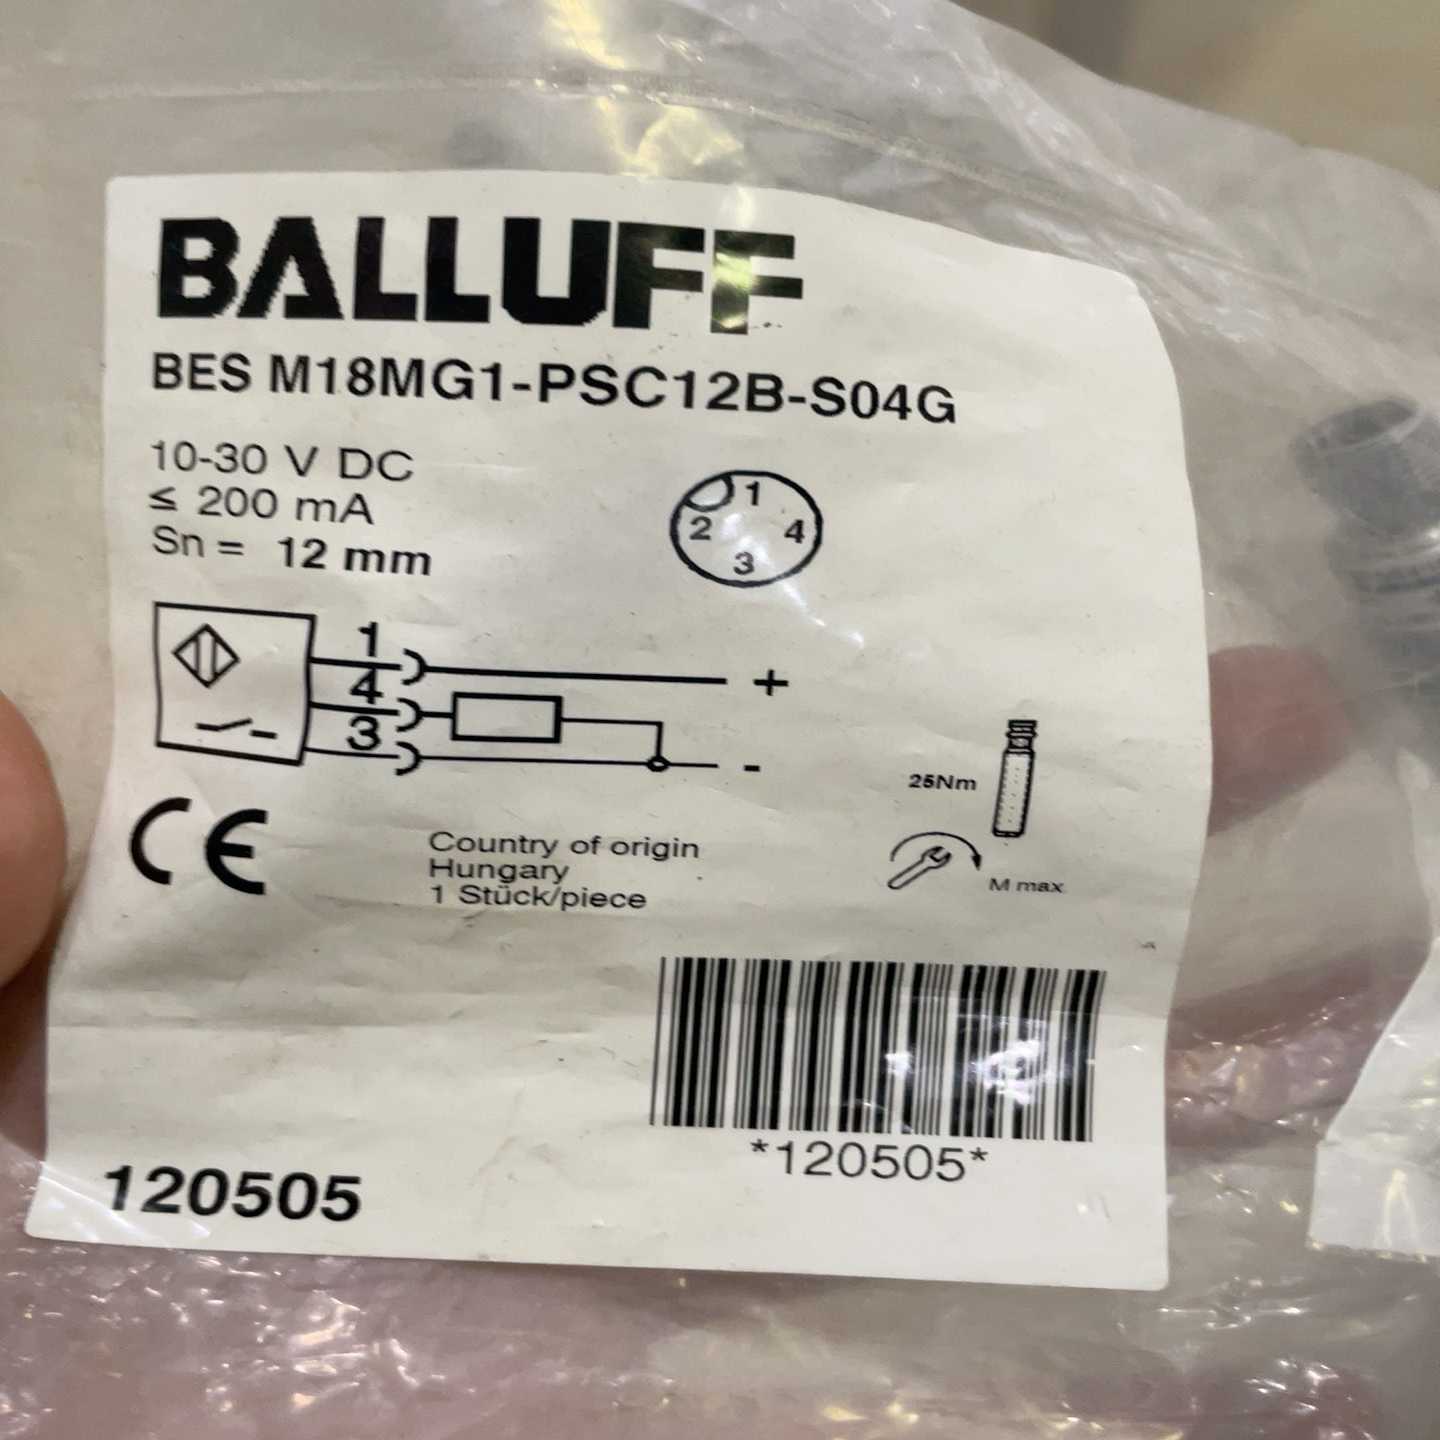 BALLUFF
BES M18MG1-PSC12B-S04G
10-30 V DC
≤ 200 mA
Sn = 12 mm
1
2
4
3
1
+
4
3
-
25Nm
M max.
CE
Country of origin
Hungary
1 Stück/piece
*120505*
120505